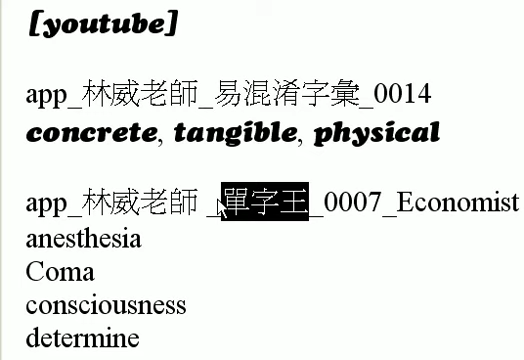 [youtube]
app_林威老師_易混淆字彙_0014
concrete, tangible, physical
app_林威老師 _單字王_0007_Economist
anesthesia
Coma
consciousness
determine